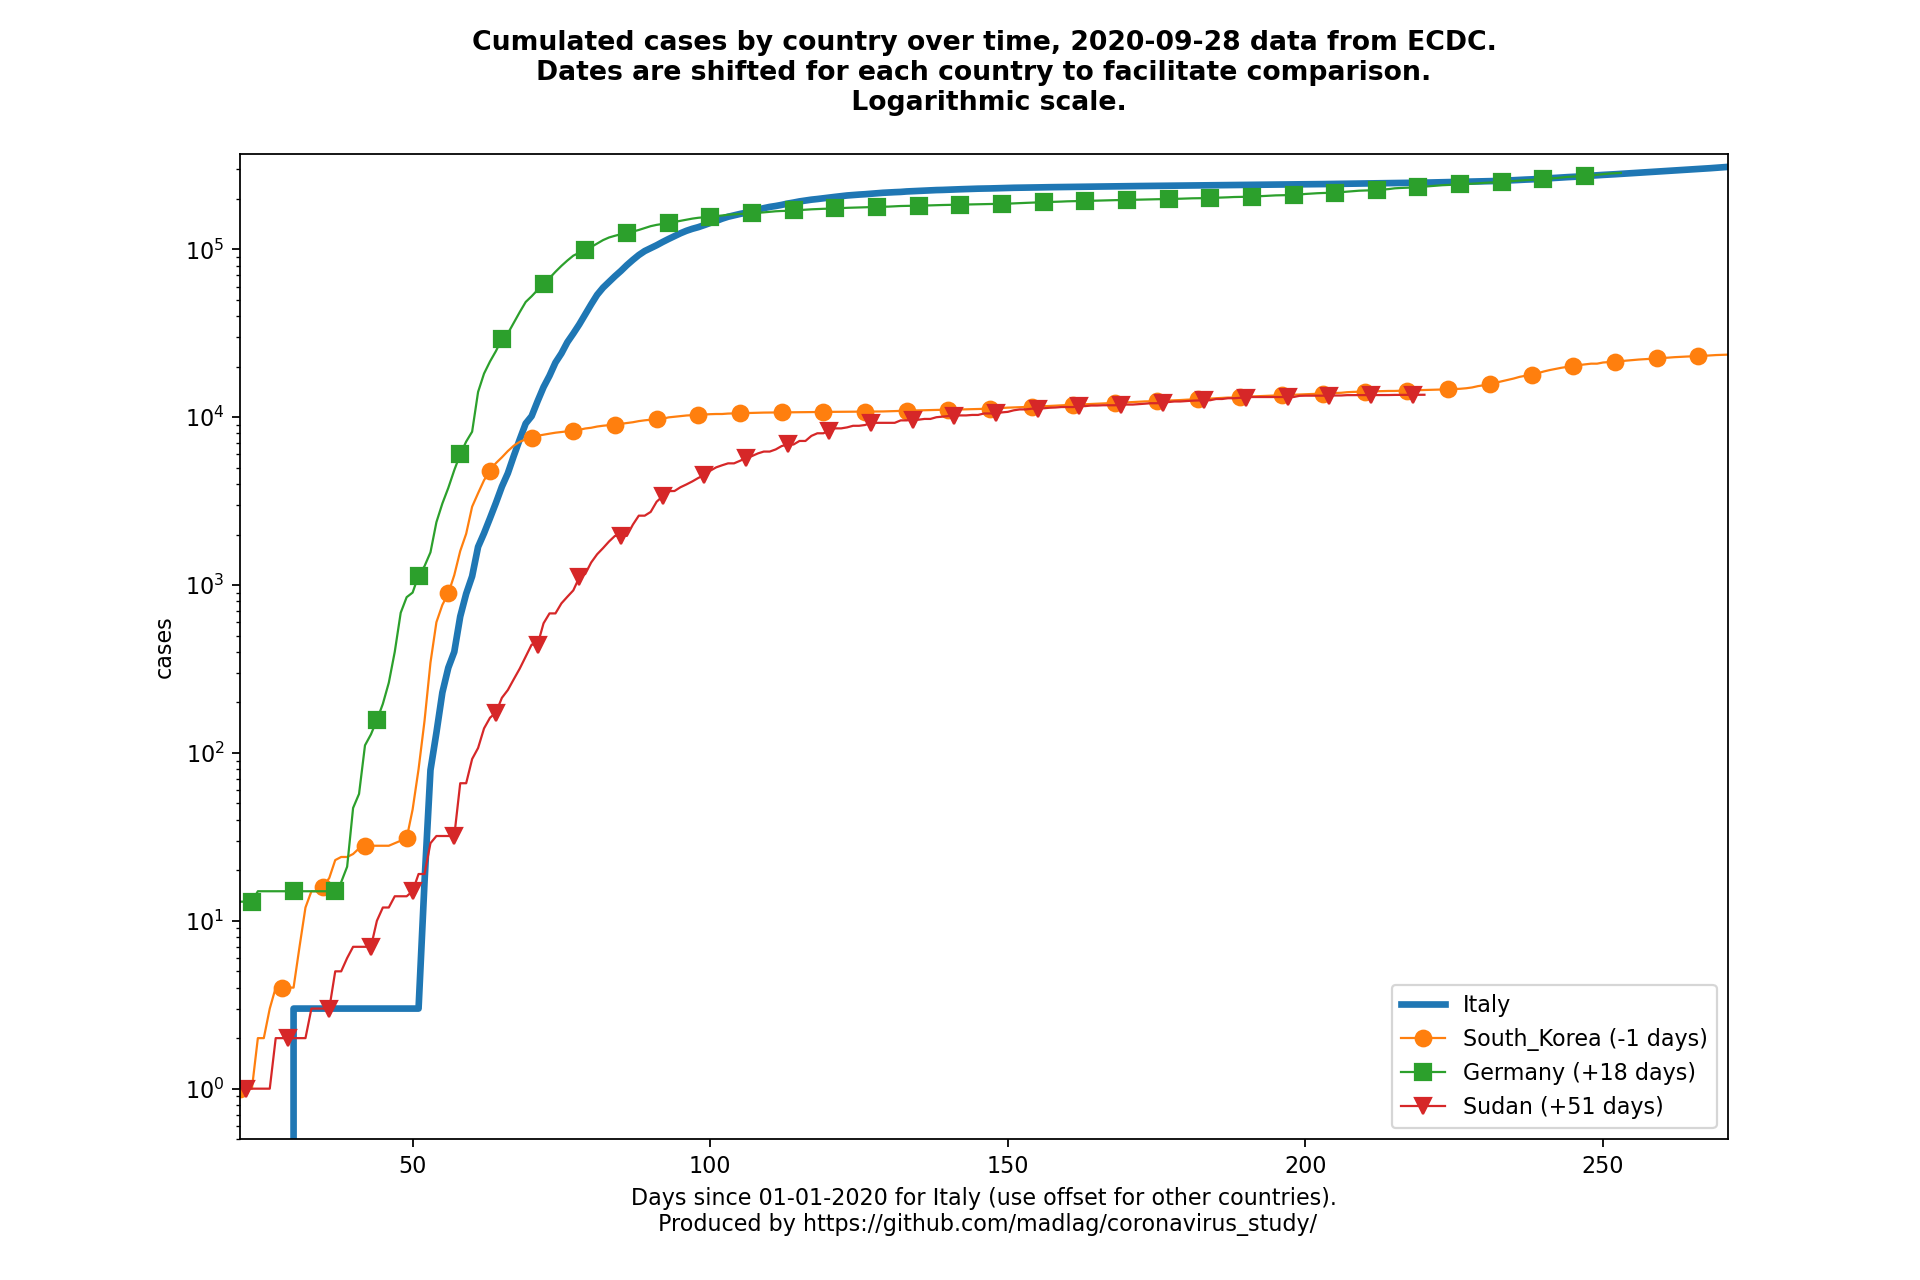 Cumulated cases by country over time, 2020-09-28 data from ECDC.
Dates are shifted for each country to facilitate comparison.
Logarithmic scale.
10^5
10^4
10^3
10^2
10^1
10^0
cases
Italy
South_Korea (-1 days)
Germany (+18 days)
Sudan (+51 days)
50
100
150
200
250
Days since 01-01-2020 for Italy (use offset for other countries).
Produced by https://github.com/madlag/coronavirus_study/